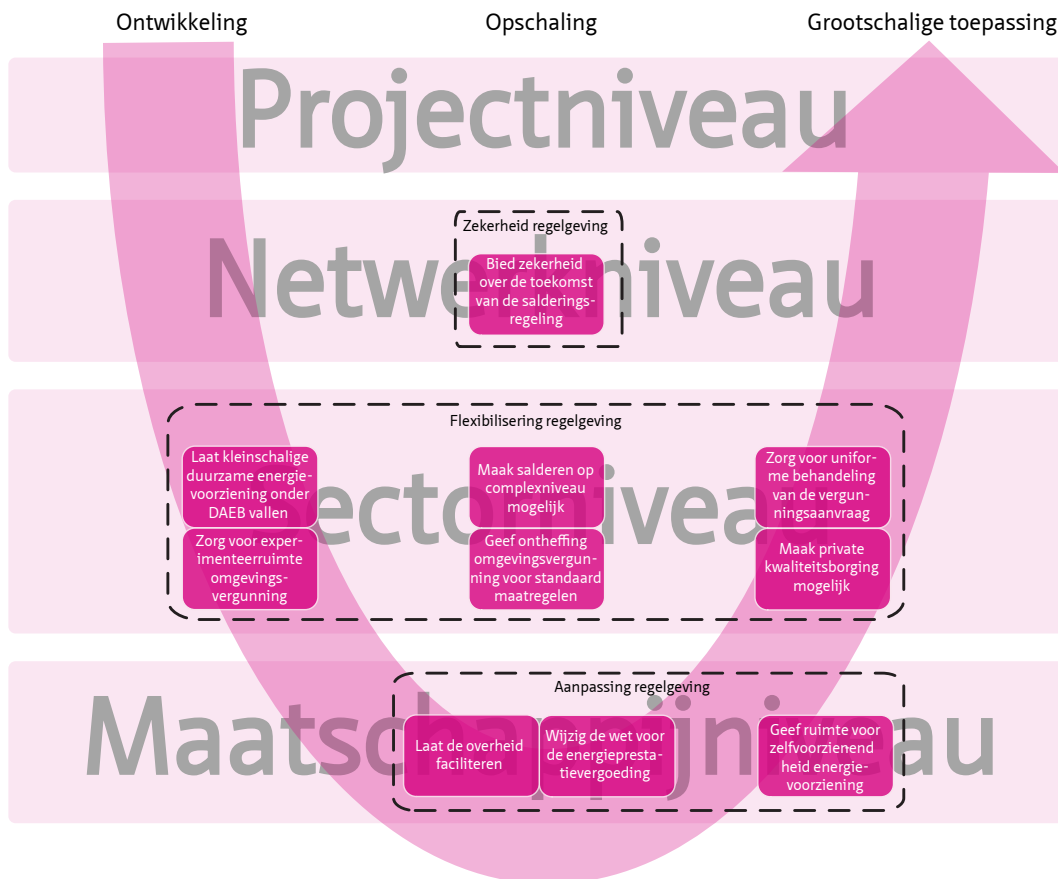 Ontwikkeling
Opschaling
Grootschalige toepassing
Projectniveau
Netwerkniveau
Zekerheid regelgeving
Bied zekerheid
over de toekomst
van de salderings-
regeling
Sectorniveau
Flexibilisering regelgeving
Laat kleinschalige
duurzame energie-
voorziening onder
DAEB vallen
Zorg voor exper-
imenteerruimte
omgevings-
vergunning
Maak salderen op
complexniveau
mogelijk
Geef ontheffing
omgevingsvergun-
ning voor standaard
maatregelen
Zorg voor unifor-
me behandeling
van de vergun-
ningsaanvraag
Maak private
kwaliteitsborging
mogelijk
Maatschappijniveau
Aanpassing regelgeving
Laat de overheid
faciliteren
Wijzig de wet voor
de energiepresta-
tievergoeding
Geef ruimte voor
zelfvoorzienend
heid energie-
voorziening